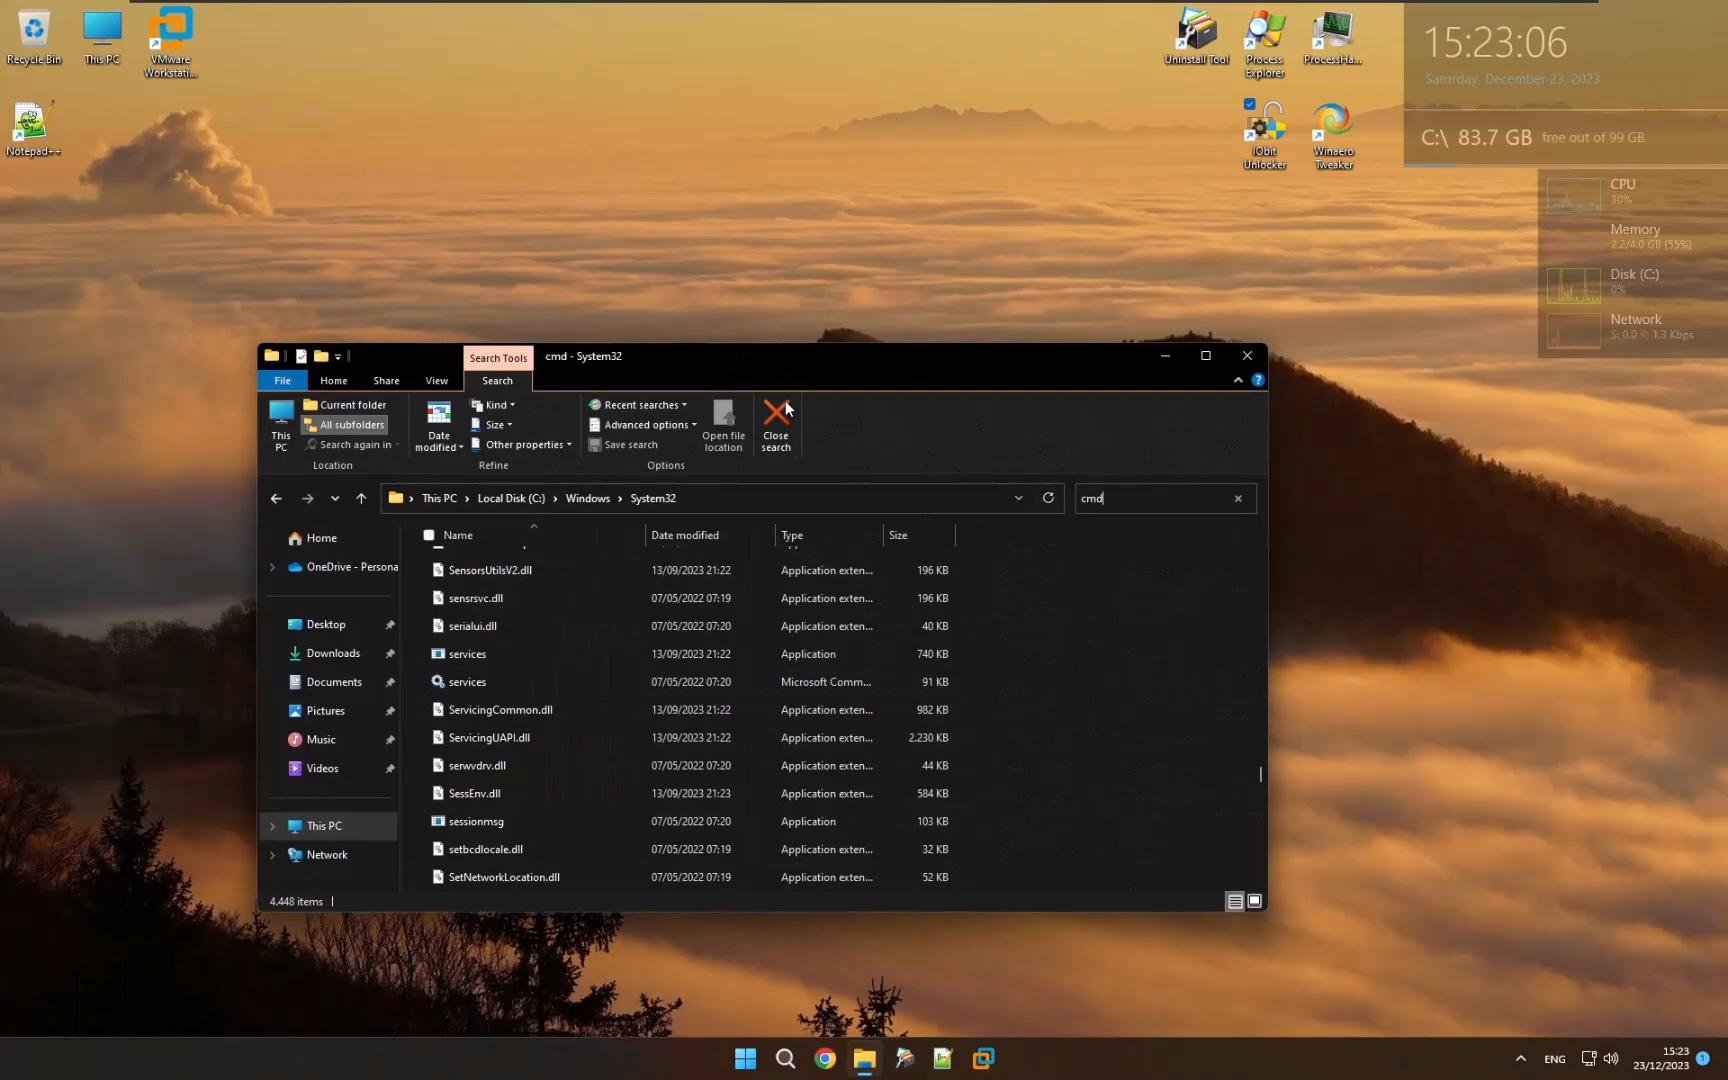 Recycle Bin
This PC
VMware
Workstati...
Notepad++
Uninstall Tool
Process
Explorer
ProcessHa...
IObit
Unlocker
Winaero
Tweaker
15:23:06
Saturday, December 23, 2023
C:\ 83.7 GB free out of 99 GB
CPU
10%
Memory
2.2/4.0 GB (55%)
Disk (C:)
0%
Network
S: 0.0 R: 1.3 Kbps
Search Tools
cmd - System32
File
Home
Share
View
Search
This
PC
Current folder
All subfolders
Search again in
Location
Date
modified
Kind
Size
Other properties
Refine
Recent searches
Advanced options
Save search
Options
Open file
location
Close
search
This PC > Local Disk (C:) > Windows > System32
cmd
Home
OneDrive - Persona
Desktop
Downloads
Documents
Pictures
Music
Videos
This PC
Network
Name Date modified Type Size
SensorsUtilsV2.dll 13/09/2023 21:22 Application exten... 196 KB
sensrsvc.dll 07/05/2022 07:19 Application exten... 196 KB
serialui.dll 07/05/2022 07:20 Application exten... 40 KB
services 13/09/2023 21:22 Application 740 KB
services 07/05/2022 07:20 Microsoft Comm... 91 KB
ServicingCommon.dll 13/09/2023 21:22 Application exten... 982 KB
ServicingUAPI.dll 13/09/2023 21:22 Application exten... 2.230 KB
serwvdrv.dll 07/05/2022 07:20 Application exten... 44 KB
SessEnv.dll 13/09/2023 21:23 Application exten... 584 KB
sessionmsg 07/05/2022 07:20 Application 103 KB
setbcdlocale.dll 07/05/2022 07:19 Application exten... 32 KB
SetNetworkLocation.dll 07/05/2022 07:19 Application exten... 52 KB
4.448 items
ENG
15:23
23/12/2023
1